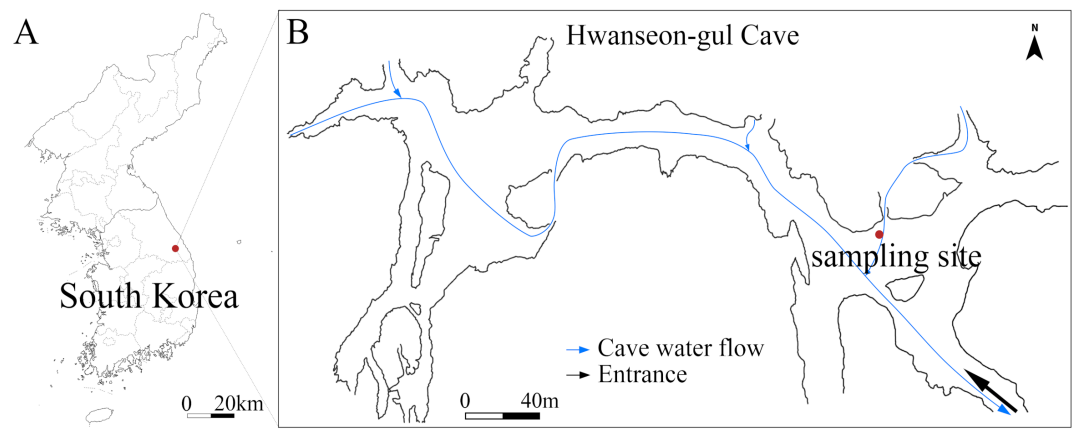 A
South Korea
0 20km
B
Hwanseon-gul Cave
N
sampling site
Cave water flow
Entrance
0 40m